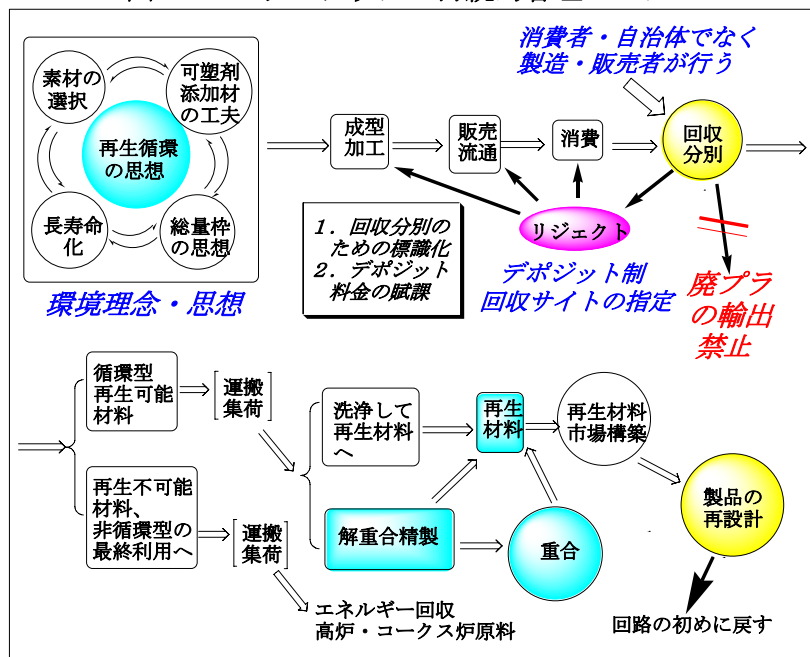 消費者・自治体でなく
製造・販売者が行う
素材の
選択
可塑剤
添加材
の工夫
再生循環
の思想
長寿命
化
総量枠
の思想
環境理念・思想
成型
加工
販売
流通
消費
回収
分別
リジェクト
1. 回収分別の
ための標識化
2. デポジット
料金の賦課
デポジット制
回収サイトの指定
廃プラ
の輸出
禁止
循環型
再生可能
材料
運搬
集荷
再生不可能
材料、
非循環型の
最終利用へ
運搬
集荷
洗浄して
再生材料
へ
解重合精製
再生
材料
重合
再生材料
市場構築
製品の
再設計
エネルギー回収
高炉・コークス炉原料
回路の初めに戻す